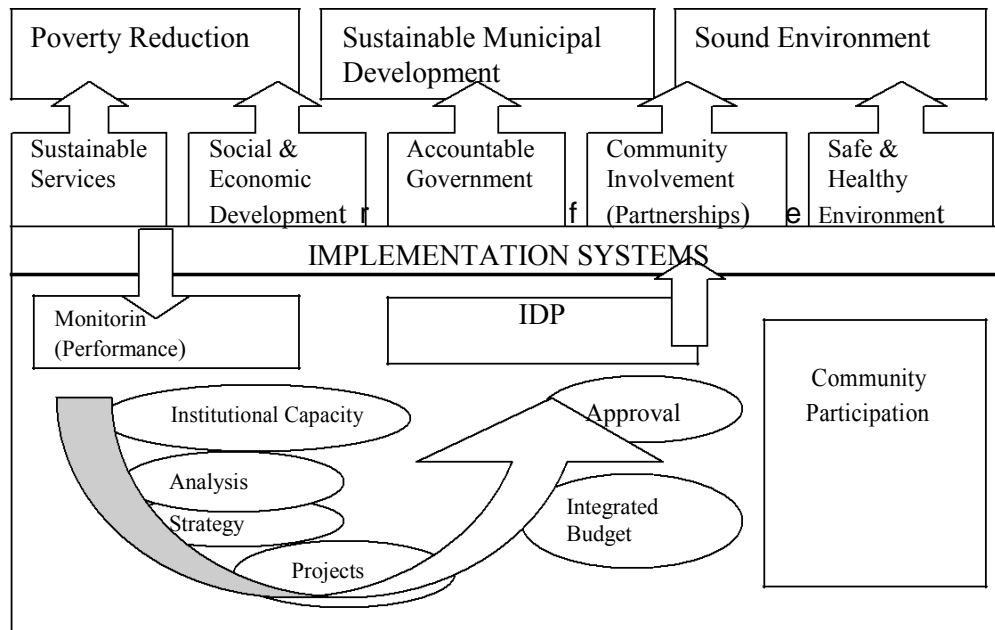 Poverty Reduction
Sustainable Municipal
Development
Sound Environment
Sustainable
Services
Social &
Economic
Development
r
Accountable
Government
f
Community
Involvement
(Partnerships)
e
Safe &
Healthy
Environment
IMPLEMENTATION SYSTEMS
Monitorin
(Performance)
IDP
Community
Participation
Institutional Capacity
Approval
Analysis
Strategy
Integrated
Budget
Projects